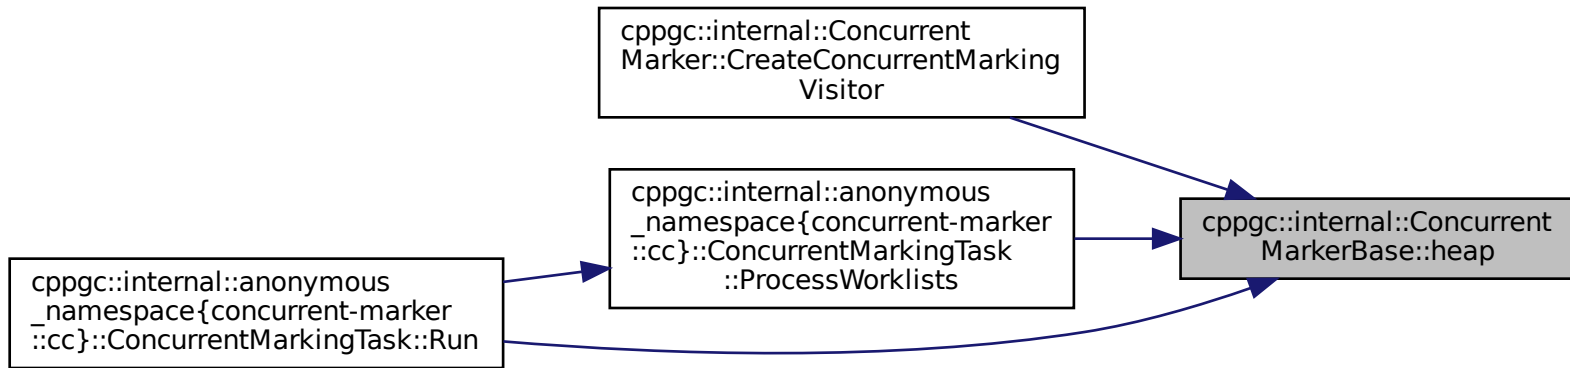 cppgc::internal::Concurrent
Marker::CreateConcurrentMarking
Visitor
cppgc::internal::anonymous
_namespace{concurrent-marker
::cc}::ConcurrentMarkingTask
::ProcessWorklists
cppgc::internal::Concurrent
MarkerBase::heap
cppgc::internal::anonymous
_namespace{concurrent-marker
::cc}::ConcurrentMarkingTask::Run